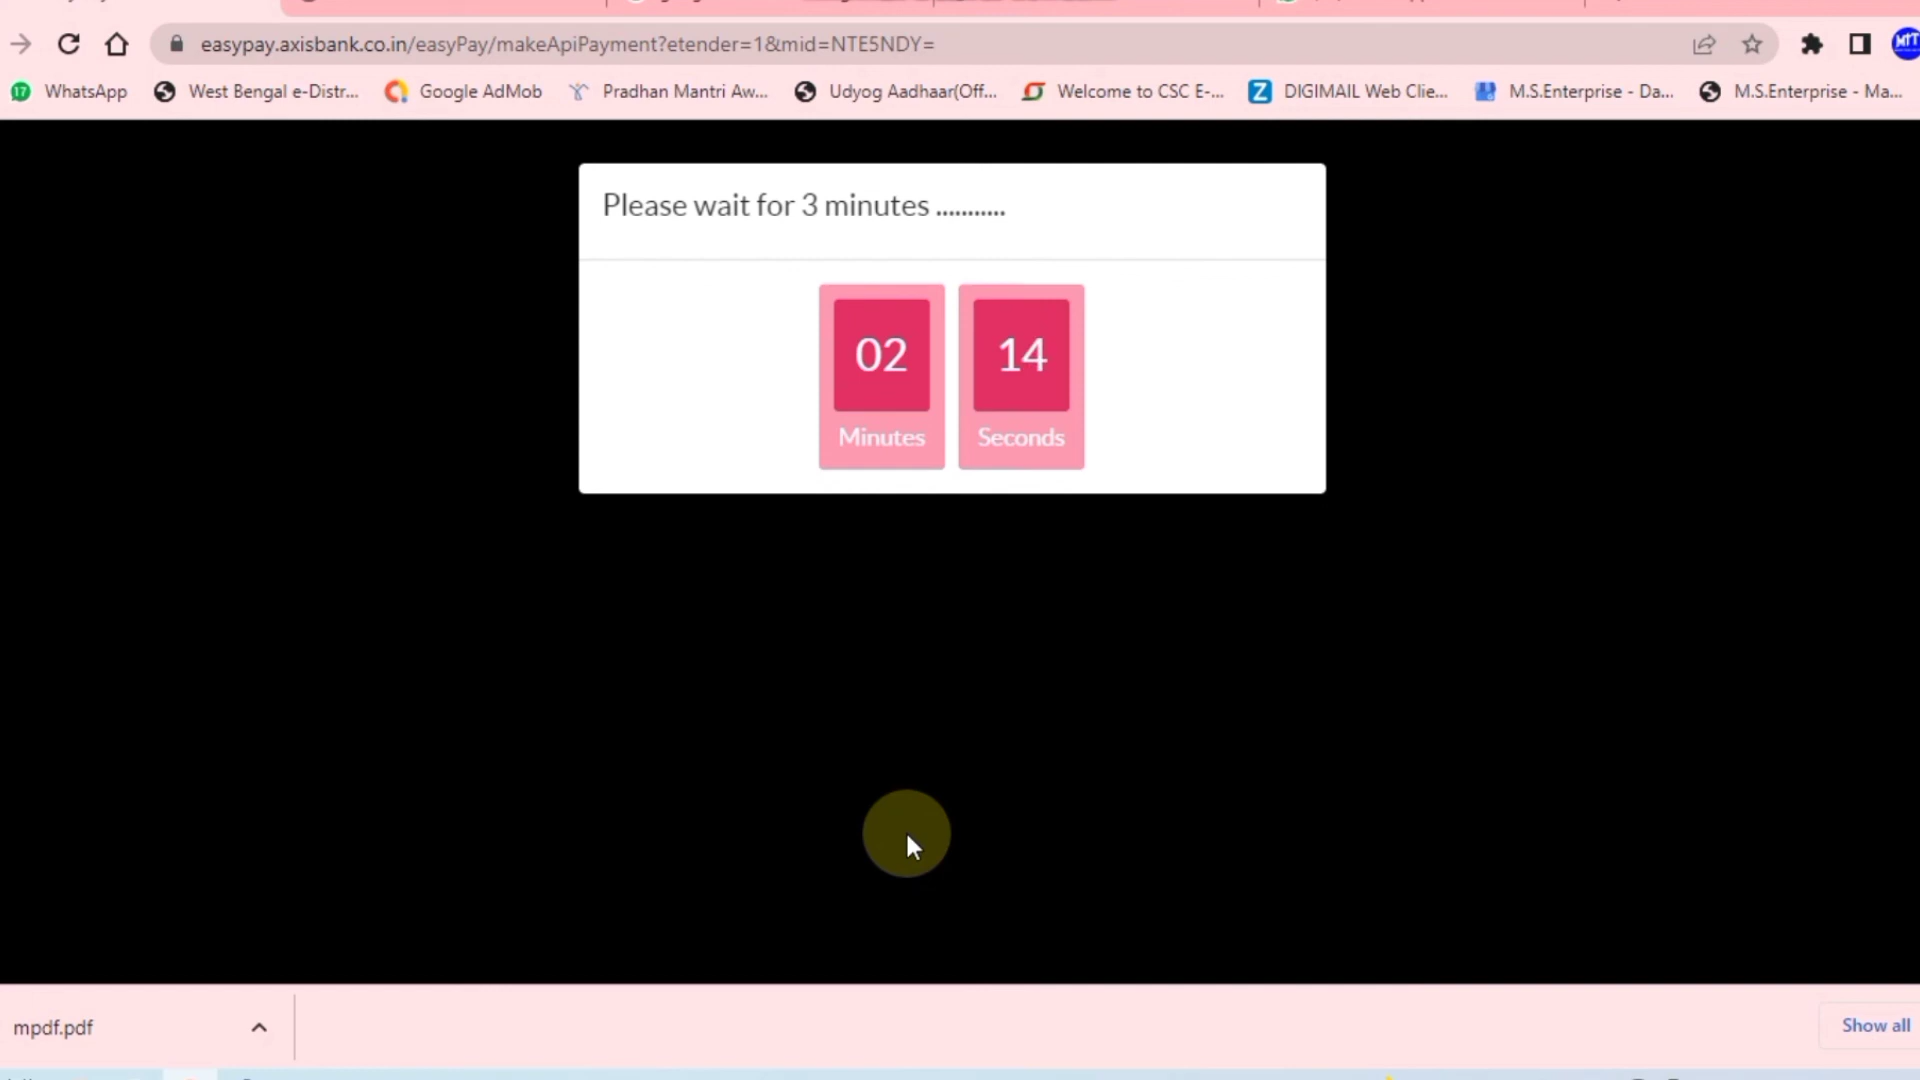 easypay.axisbank.co.in/easyPay/makeApiPayment?etender=1&mid=NTE5NDY=
MIT
17 WhatsApp West Bengal e-Distr... Google AdMob Pradhan Mantri Aw... Udyog Aadhaar(Off... Welcome to CSC E-... Z DIGIMAIL Web Clie... M.S.Enterprise - Da... M.S.Enterprise - Ma...
Please wait for 3 minutes ...........
02 14
Minutes Seconds
mpdf.pdf
Show all